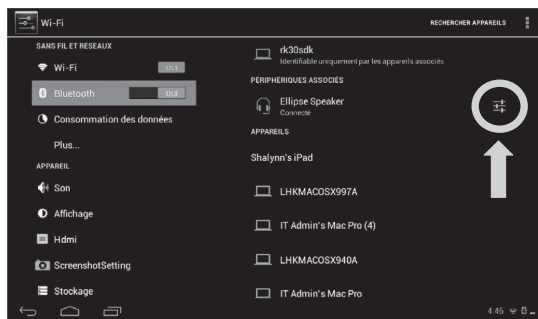 Wi-Fi
RECHERCHER APPAREILS
SANS FIL ET RESEAUX
Wi-Fi
OUI
Bluetooth
OUI
Consommation des données
Plus...
APPAREIL
Son
Affichage
Hdmi
ScreenshotSetting
Stockage
rk30sdk
Identifiable uniquement par les appareils associés
PERIPHERIQUES ASSOCIÉS
Ellipse Speaker
Connecté
APPAREILS
Shalynn's iPad
LHKMACOSX997A
IT Admin's Mac Pro (4)
LHKMACOSX940A
IT Admin's Mac Pro
4:46